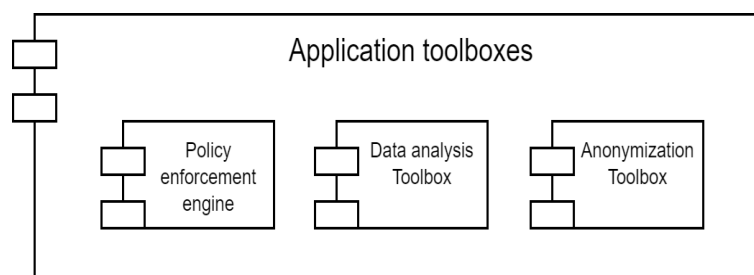 Application toolboxes
Policy
enforcement
engine
Data analysis
Toolbox
Anonymization
Toolbox